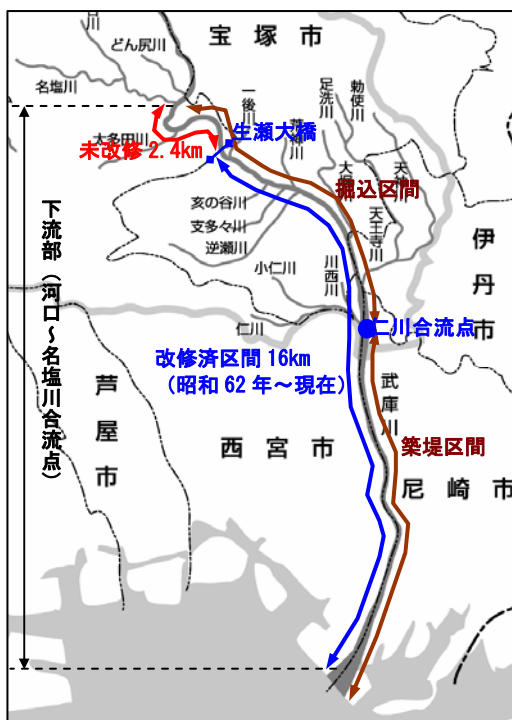 宝塚市
どん尻川
名塩川
一後川
足洗川
勅使川
生瀬大橋
大多田川
未改修 2.4km
天神川
掘込区間
亥の谷川
支多々川
逆瀬川
天王寺川
伊丹市
小仁川
川西川
仁川
仁川合流点
下流部（河口～名塩川合流点）
改修済区間 16km
（昭和 62 年～現在）
武庫川
芦屋市
西宮市
築堤区間
尼崎市